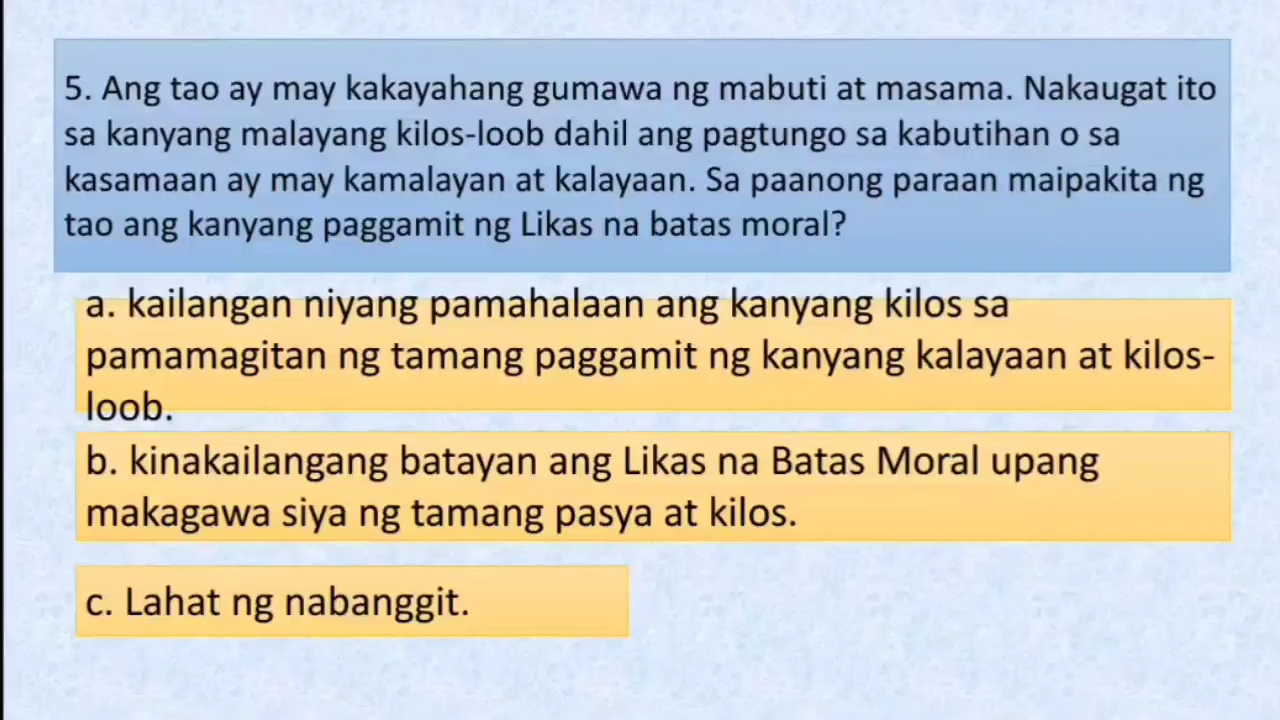 5. Ang tao ay may kakayahang gumawa ng mabuti at masama. Nakaugat ito
sa kanyang malayang kilos-loob dahil ang pagtungo sa kabutihan o sa
kasamaan ay may kamalayan at kalayaan. Sa paanong paraan maipakita ng
tao ang kanyang paggamit ng Likas na batas moral?
a. kailangan niyang pamahalaan ang kanyang kilos sa
pamamagitan ng tamang paggamit ng kanyang kalayaan at kilos-
loob.
b. kinakailangang batayan ang Likas na Batas Moral upang
makagawa siya ng tamang pasya at kilos.
c. Lahat ng nabanggit.